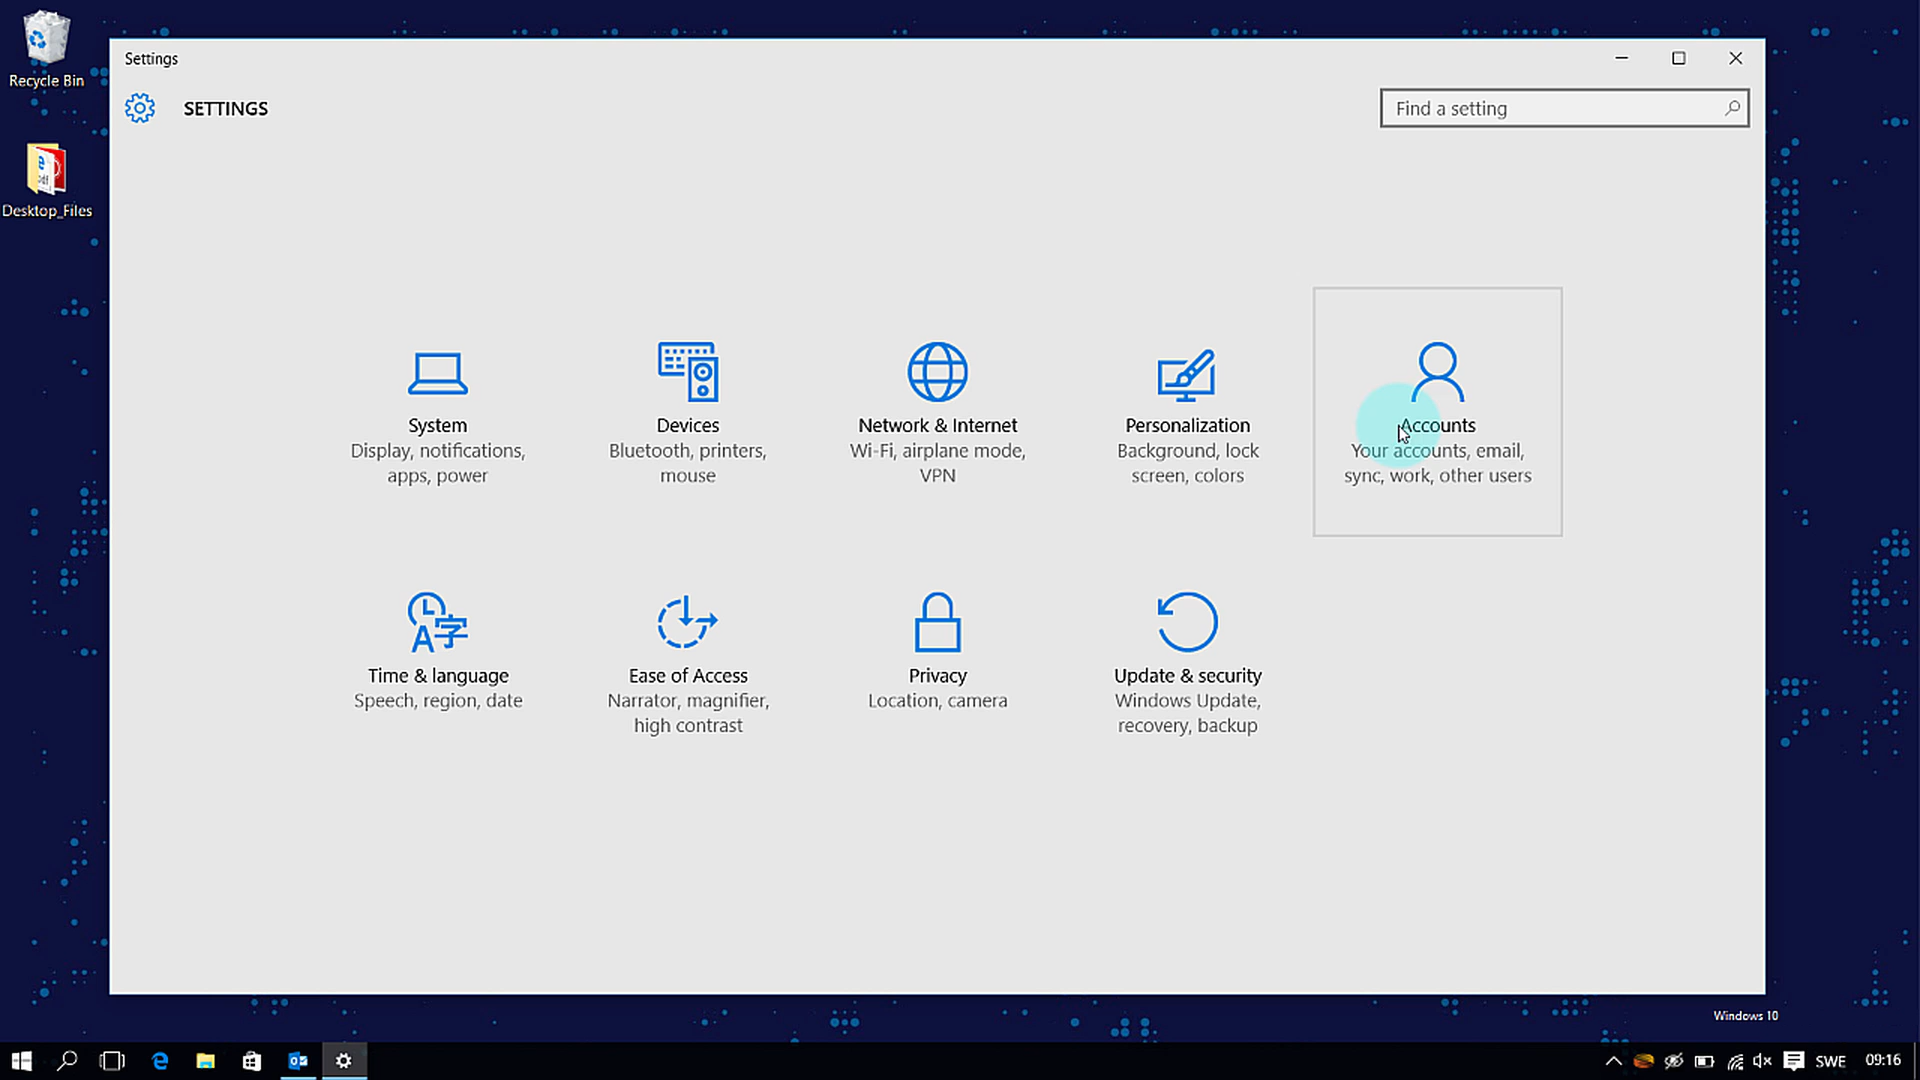 Recycle Bin
Desktop_Files
Settings
SETTINGS
Find a setting
System
Display, notifications,
apps, power
Devices
Bluetooth, printers,
mouse
Network & Internet
Wi-Fi, airplane mode,
VPN
Personalization
Background, lock
screen, colors
Accounts
Your accounts, email,
sync, work, other users
A字
Time & language
Speech, region, date
Ease of Access
Narrator, magnifier,
high contrast
Privacy
Location, camera
Update & security
Windows Update,
recovery, backup
Windows 10
SWE
09:16